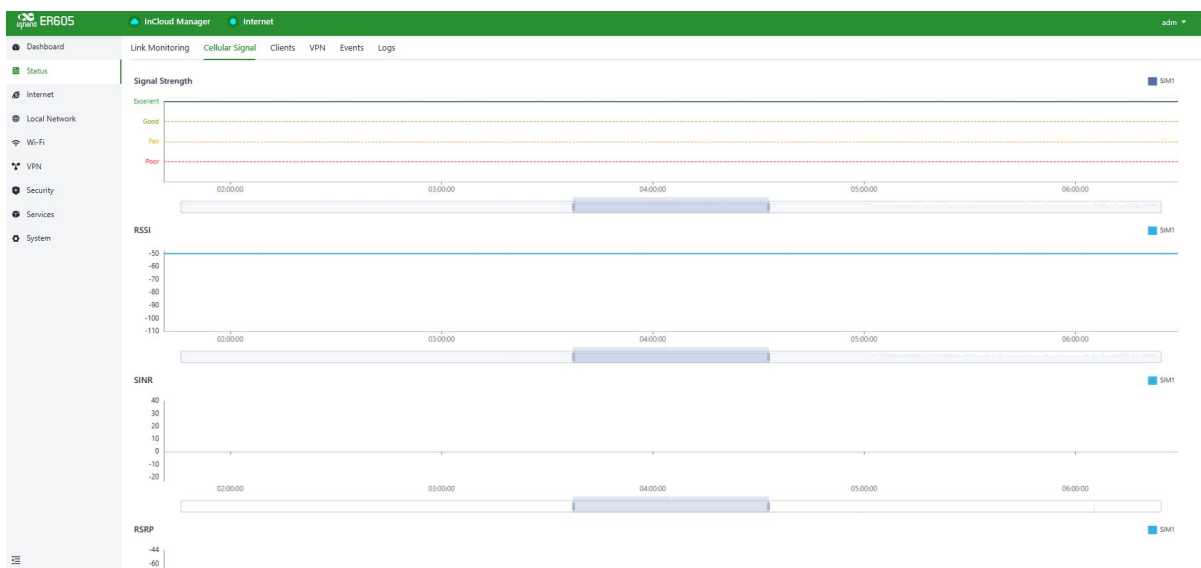 inhand ER605 InCloud Manager Internet adm
Dashboard
Status
Internet
Local Network
Wi-Fi
VPN
Security
Services
System
Link Monitoring Cellular Signal Clients VPN Events Logs
Signal Strength SIM1
Excellent
Good
Fair
Poor
02:00:00 03:00:00 04:00:00 05:00:00 06:00:00
RSSI SIM1
-50
-60
-70
-80
-90
-100
-110
02:00:00 03:00:00 04:00:00 05:00:00 06:00:00
SINR SIM1
40
30
20
10
0
-10
-20
02:00:00 03:00:00 04:00:00 05:00:00 06:00:00
RSRP SIM1
-44
-60